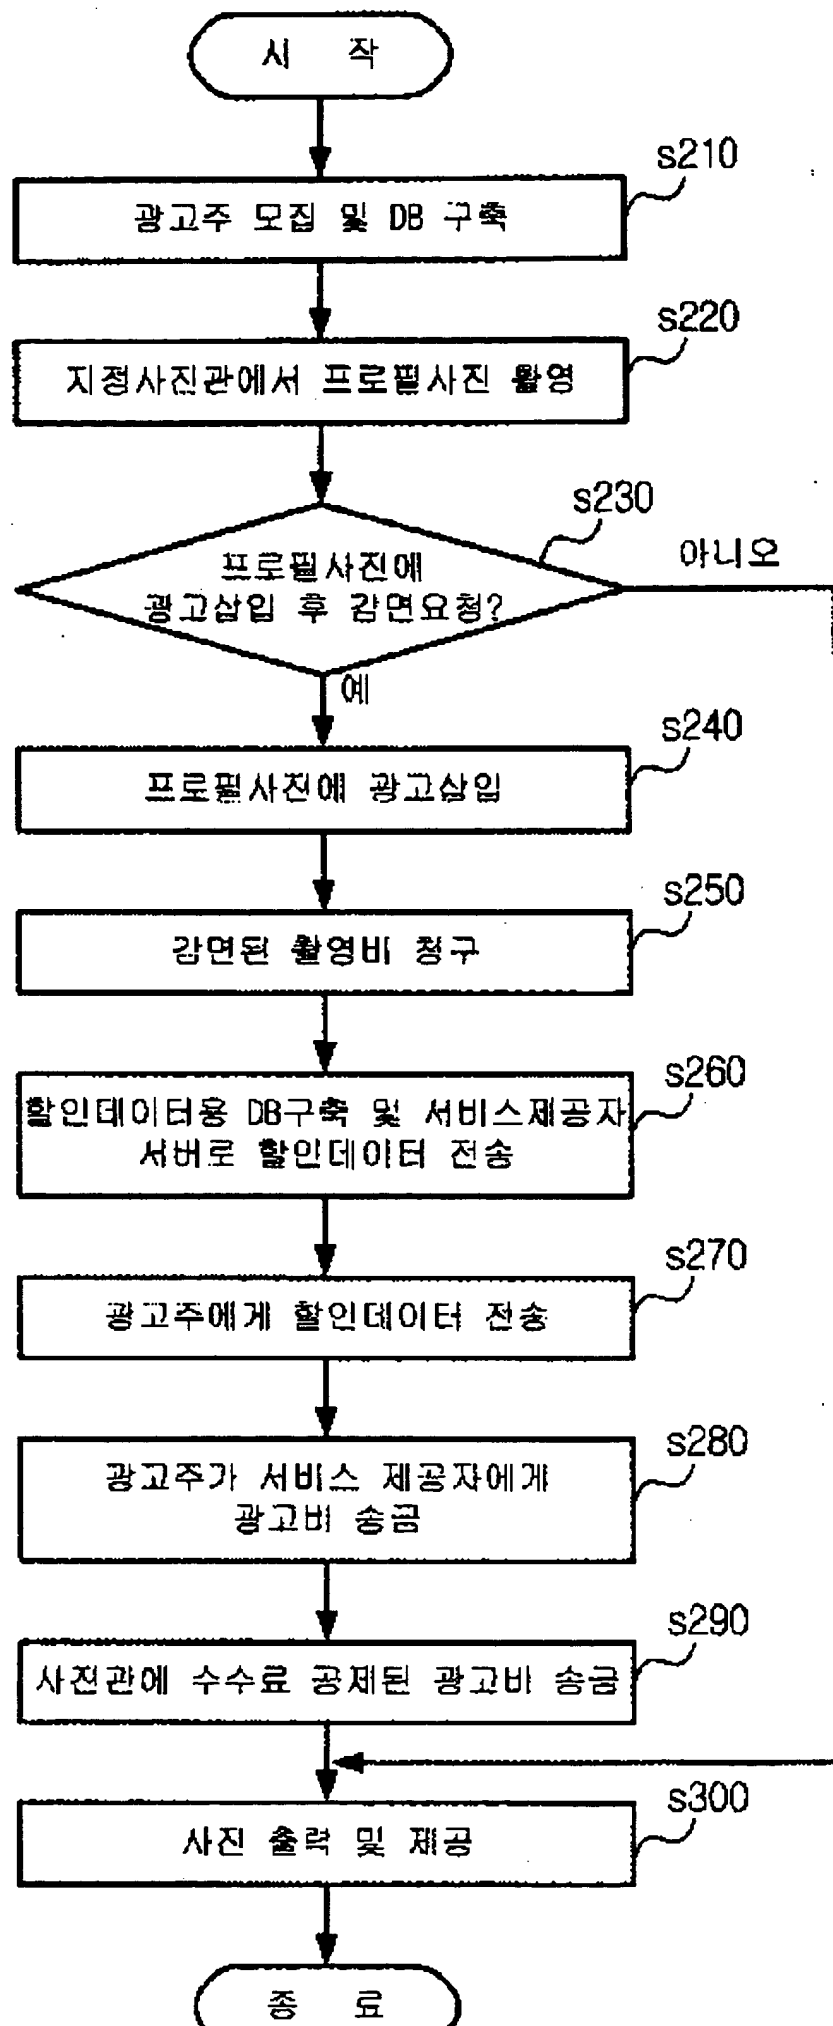 시 작
s210
광고주 모집 및 DB 구축
s220
지정사진관에서 프로필사진 촬영
s230
프로필사진에
광고삽입 후 감면요청?
아니오
예
s240
프로필사진에 광고삽입
s250
감면된 촬영비 청구
s260
할인데이터용 DB구축 및 서비스제공자
서버로 할인데이터 전송
s270
광고주에게 할인데이터 전송
s280
광고주가 서비스 제공자에게
광고비 송금
s290
사진관에 수수료 공제된 광고비 송금
s300
사진 출력 및 제공
종 료